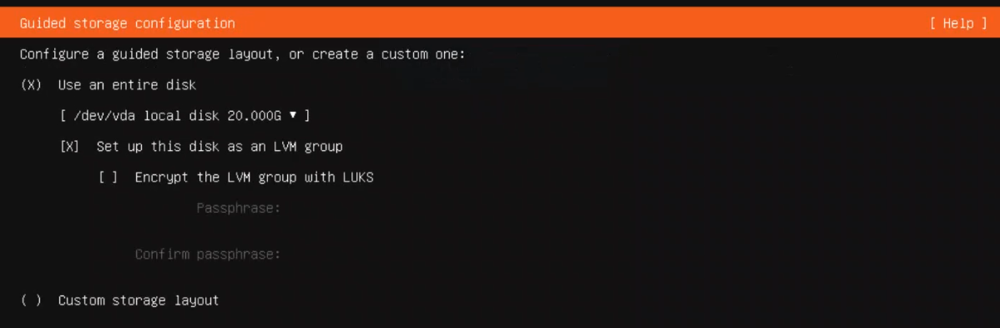 Guided storage configuration [ Help ]
Configure a guided storage layout, or create a custom one:
(X) Use an entire disk
[ /dev/vda local disk 20.000G ▾ ]
[X] Set up this disk as an LVM group
[ ] Encrypt the LVM group with LUKS
Passphrase:
Confirm passphrase:
( ) Custom storage layout